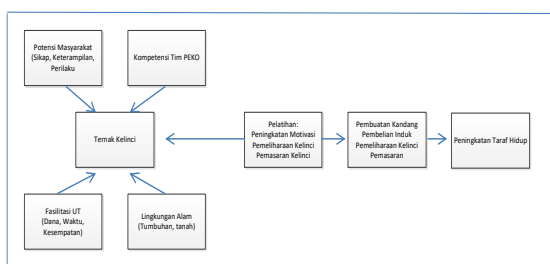 Potensi Masyarakat
(Sikap, Keterampilan,
Perilaku
Kompetensi Tim PEKO
Ternak Kelinci
Pelatihan:
Peningkatan Motivasi
Pemeliharaan Kelinci
Pemasaran Kelinci
Pembuatan Kandang
Pembelian Induk
Pemeliharaan Kelinci
Pemasaran
Peningkatan Taraf Hidup
Fasilitasi UT
(Dana, Waktu,
Kesempatan)
Lingkungan Alam
(Tumbuhan, tanah)